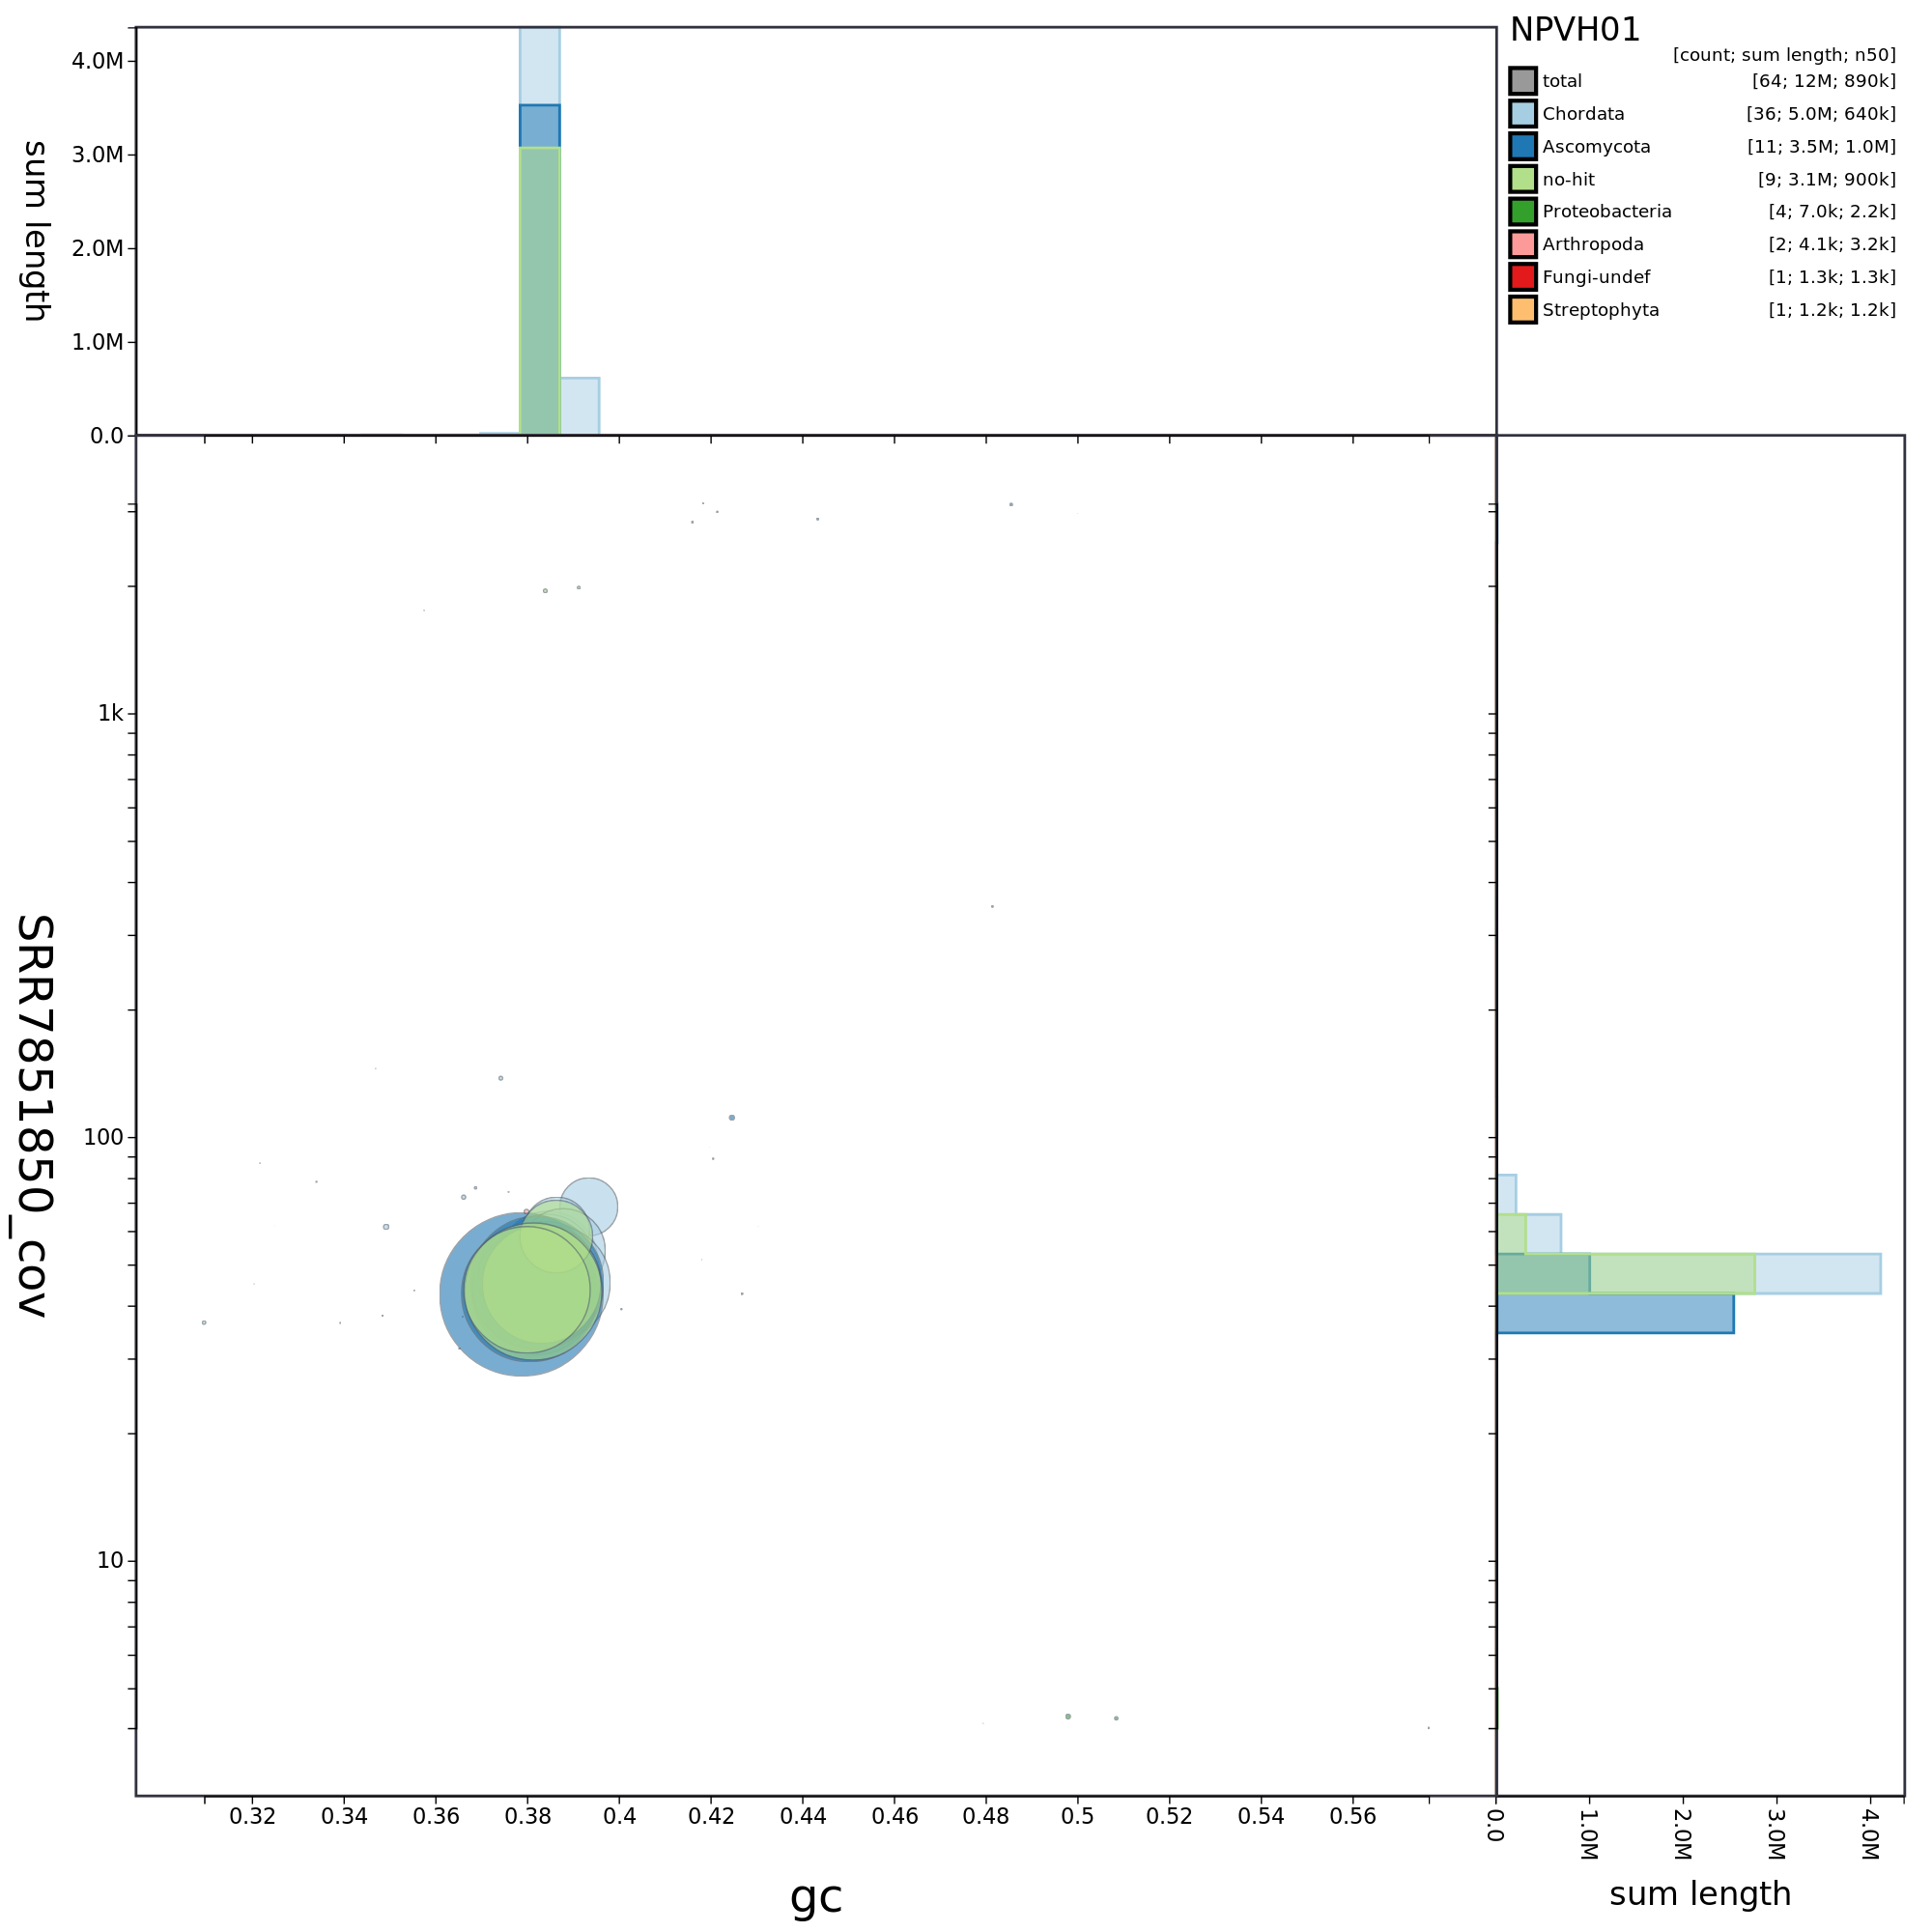 NPVH01
[count; sum length; n50]
total [64; 12M; 890k]
Chordata [36; 5.0M; 640k]
Ascomycota [11; 3.5M; 1.0M]
no-hit [9; 3.1M; 900k]
Proteobacteria [4; 7.0k; 2.2k]
Arthropoda [2; 4.1k; 3.2k]
Fungi-undef [1; 1.3k; 1.3k]
Streptophyta [1; 1.2k; 1.2k]
sum length
4.0M
3.0M
2.0M
1.0M
0.0
SRR7851850_cov
1k
100
10
0.32 0.34 0.36 0.38 0.4 0.42 0.44 0.46 0.48 0.5 0.52 0.54 0.56
gc
0.0 1.0M 2.0M 3.0M 4.0M
sum length